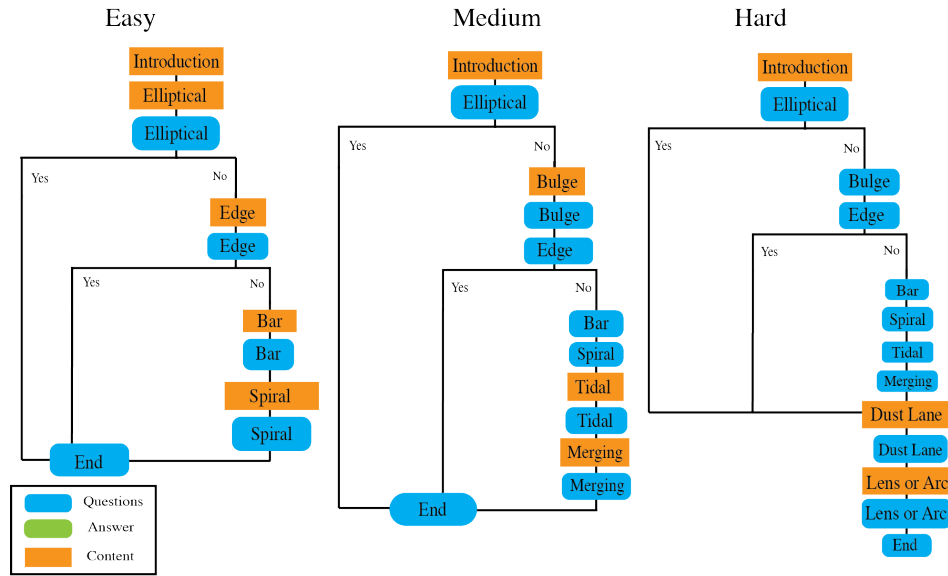 Easy
Introduction
Elliptical
Elliptical
Yes
No
Edge
Edge
Yes
No
Bar
Bar
Spiral
Spiral
End
Questions
Answer
Content
Medium
Introduction
Elliptical
Yes
No
Bulge
Bulge
Edge
Yes
No
Bar
Spiral
Tidal
Tidal
Merging
Merging
End
Hard
Introduction
Elliptical
Yes
No
Bulge
Edge
Yes
No
Bar
Spiral
Tidal
Merging
Dust Lane
Dust Lane
Lens or Arc
Lens or Arc
End